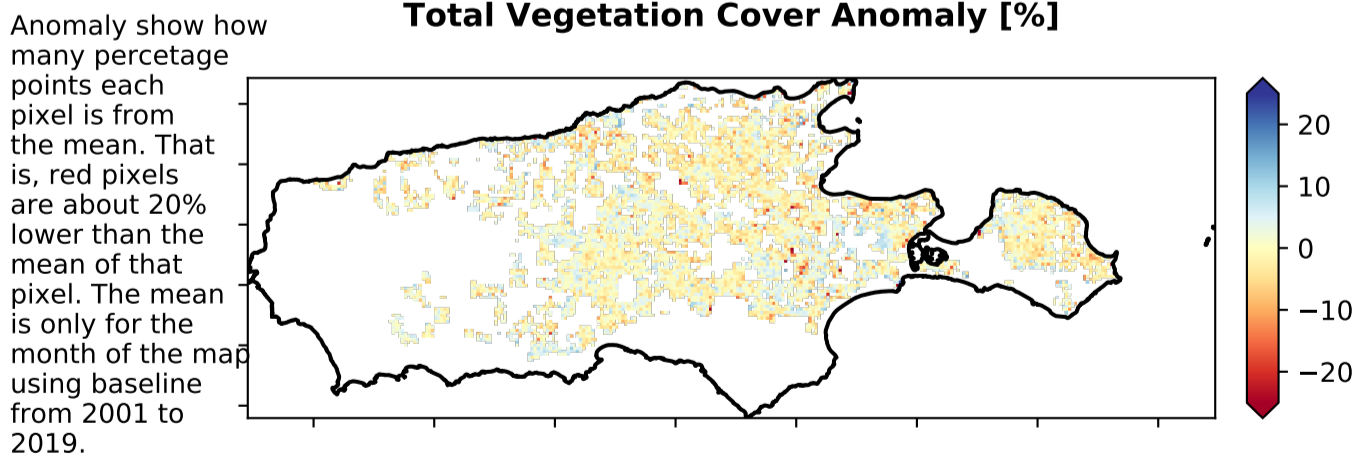 Total Vegetation Cover Anomaly [%]
Anomaly show how
many percetage
points each
pixel is from
the mean. That
is, red pixels
are about 20%
lower than the
mean of that
pixel. The mean
is only for the
month of the map
using baseline
from 2001 to
2019.
20
10
0
−10
−20